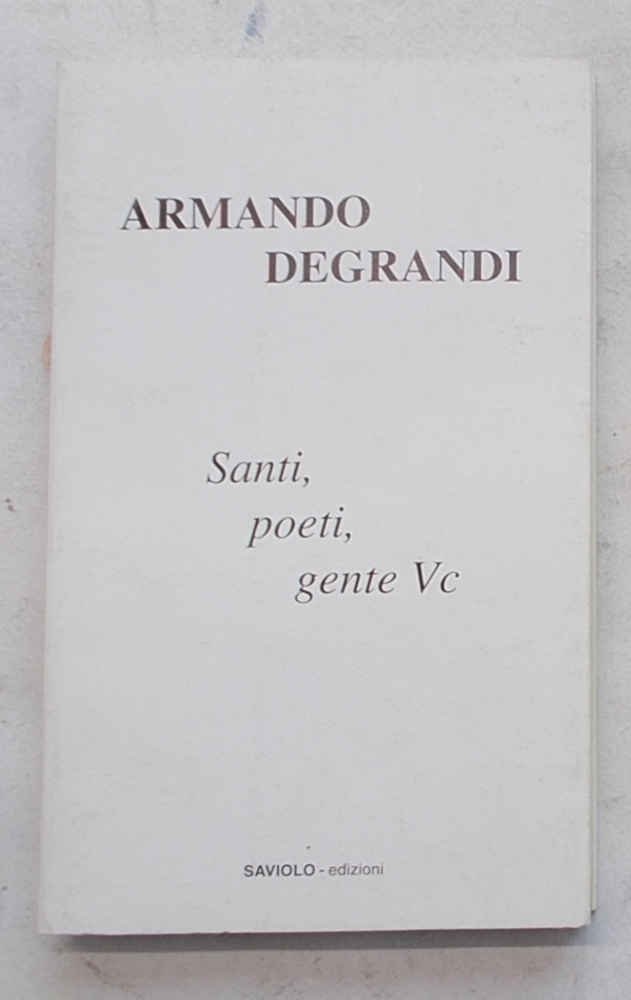 ARMANDO
DEGRANDI
Santi,
poeti,
gente Vc
SAVIOLO - edizioni